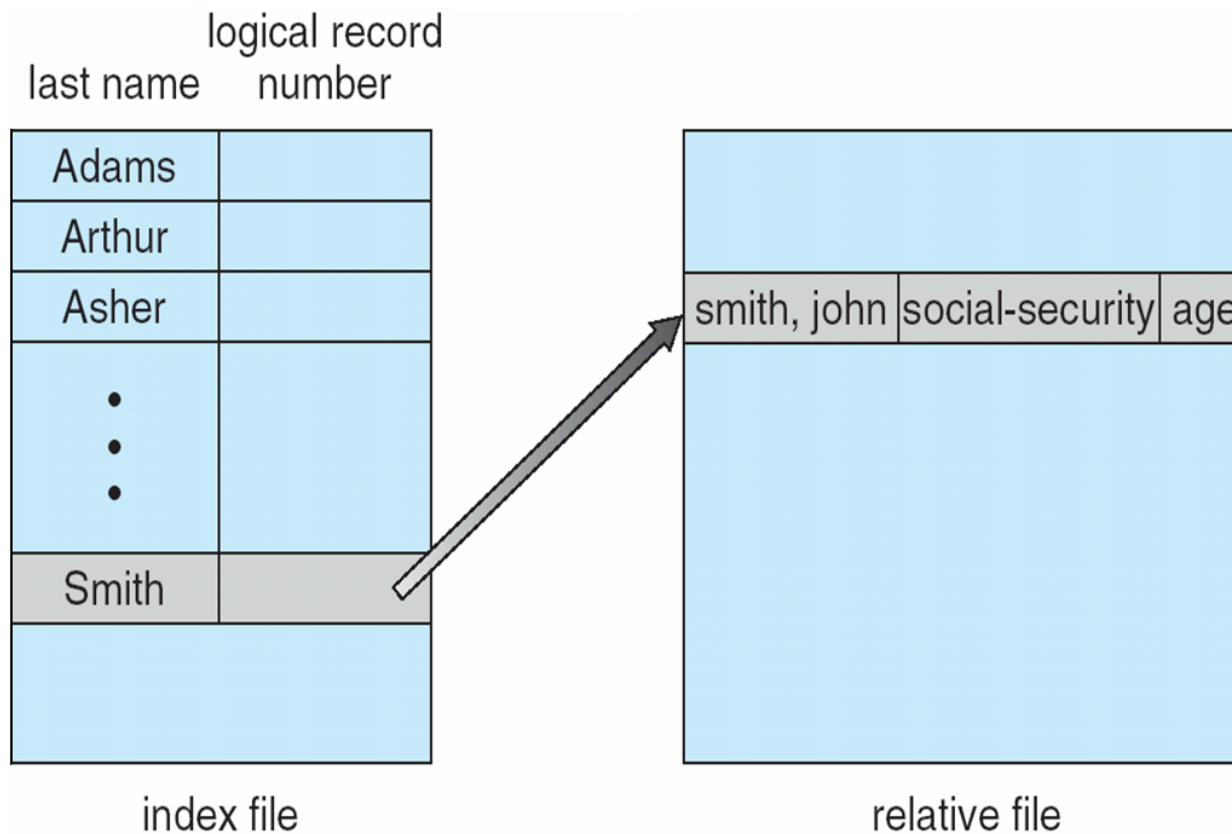 logical record
last name number
Adams
Arthur
Asher
Smith
smith, john social-security age
index file relative file